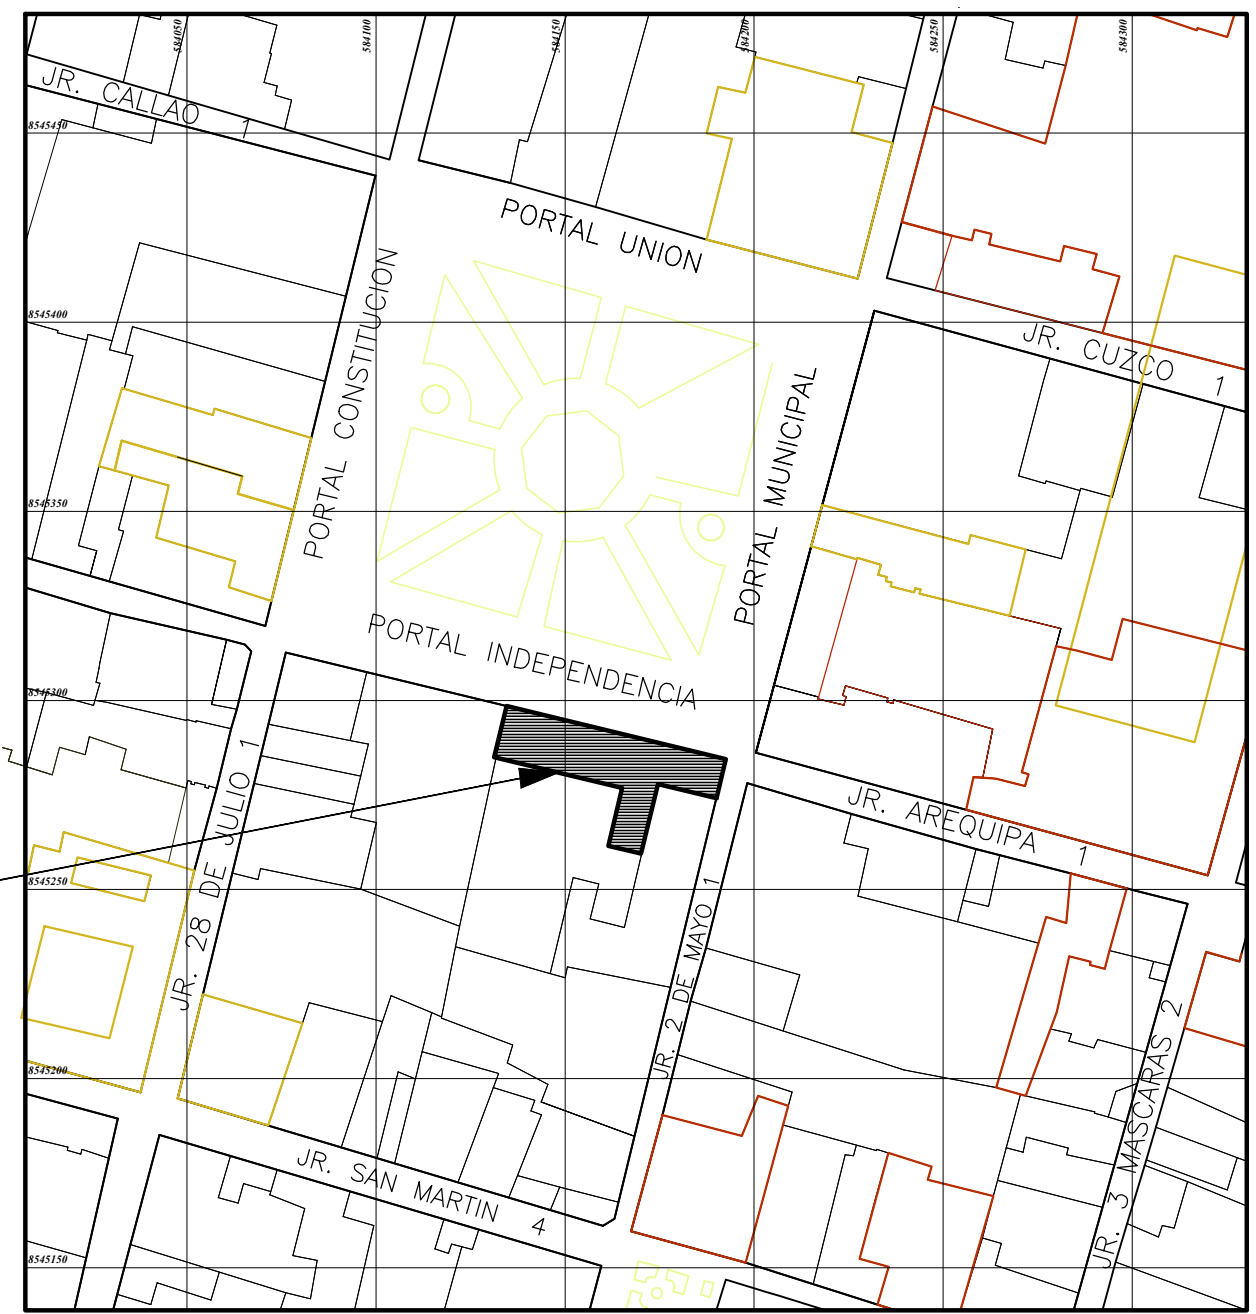 584050
584100
584150
584200
584250
584300
JR. CALLAO 1
8545450
PORTAL UNION
PORTAL CONSTITUCION
8545400
JR. CUZCO 1
PORTAL MUNICIPAL
8545350
PORTAL INDEPENDENCIA
8545300
JR. 28 DE JULIO 1
JR. AREQUIPA 1
8545250
JR. 2 DE MAYO 1
JR. 3 MASCARAS 2
8545200
JR. SAN MARTIN 4
8545150